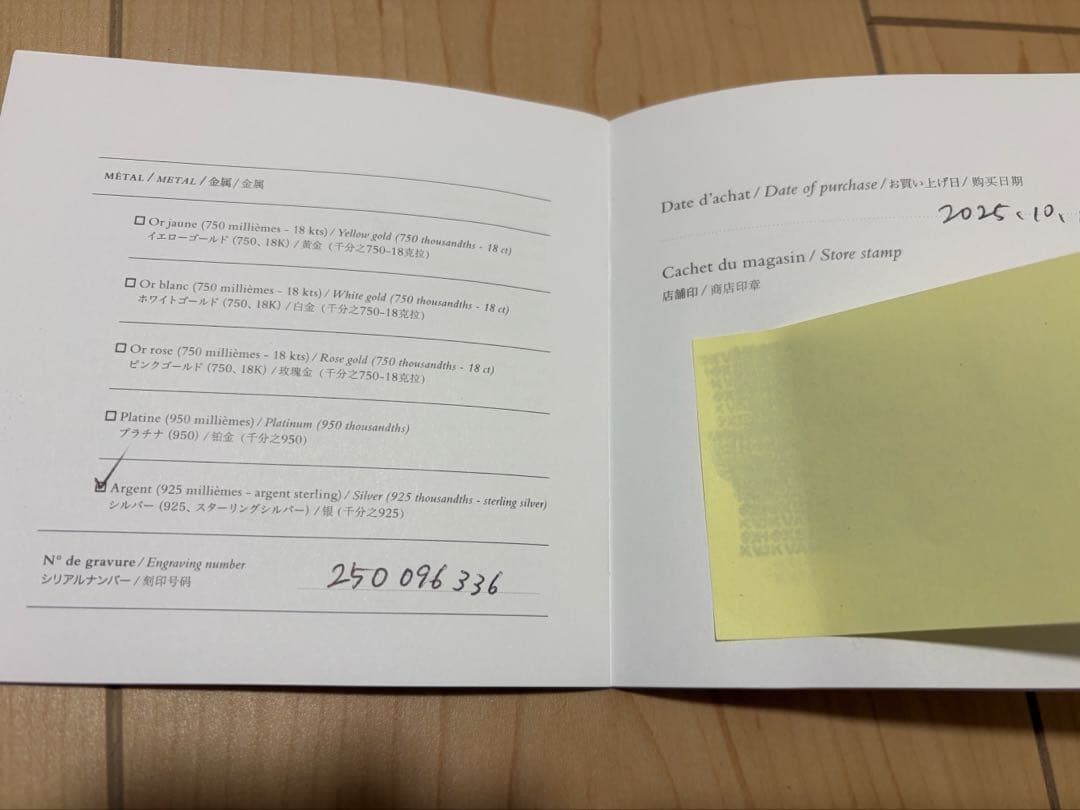 MÉTAL / METAL / 金属 / 金属
Or jaune (750 millièmes - 18 kts) / Yellow gold (750 thousandths - 18 ct)
イエローゴールド (750、18K) / 黄金 (千分之750-18克拉)
Or blanc (750 millièmes - 18 kts) / White gold (750 thousandths - 18 ct)
ホワイトゴールド (750、18K) / 白金 (千分之750-18克拉)
Or rose (750 millièmes - 18 kts) / Rose gold (750 thousandths - 18 ct)
ピンクゴールド (750、18K) / 玫瑰金 (千分之750-18克拉)
Platine (950 millièmes) / Platinum (950 thousandths)
プラチナ (950) / 铂金 (千分之950)
Argent (925 millièmes - argent sterling) / Silver (925 thousandths - sterling silver)
シルバー (925、スターリングシルバー) / 银 (千分之925)
N° de gravure / Engraving number
シリアルナンバー / 刻印号码
250 096 336
Date d'achat / Date of purchase / お買い上げ日 / 购买日期
2025、10、
Cachet du magasin / Store stamp
店舗印 / 商店印章